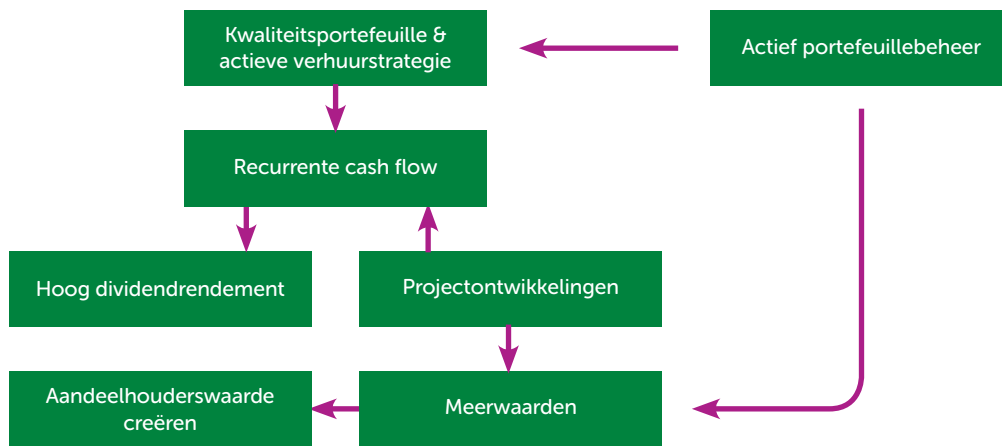 Kwaliteitsportefeuille &
actieve verhuurstrategie
Actief portefeuillebeheer
Recurrente cash flow
Hoog dividendrendement
Projectontwikkelingen
Aandeelhouderswaarde
creëren
Meerwaarden